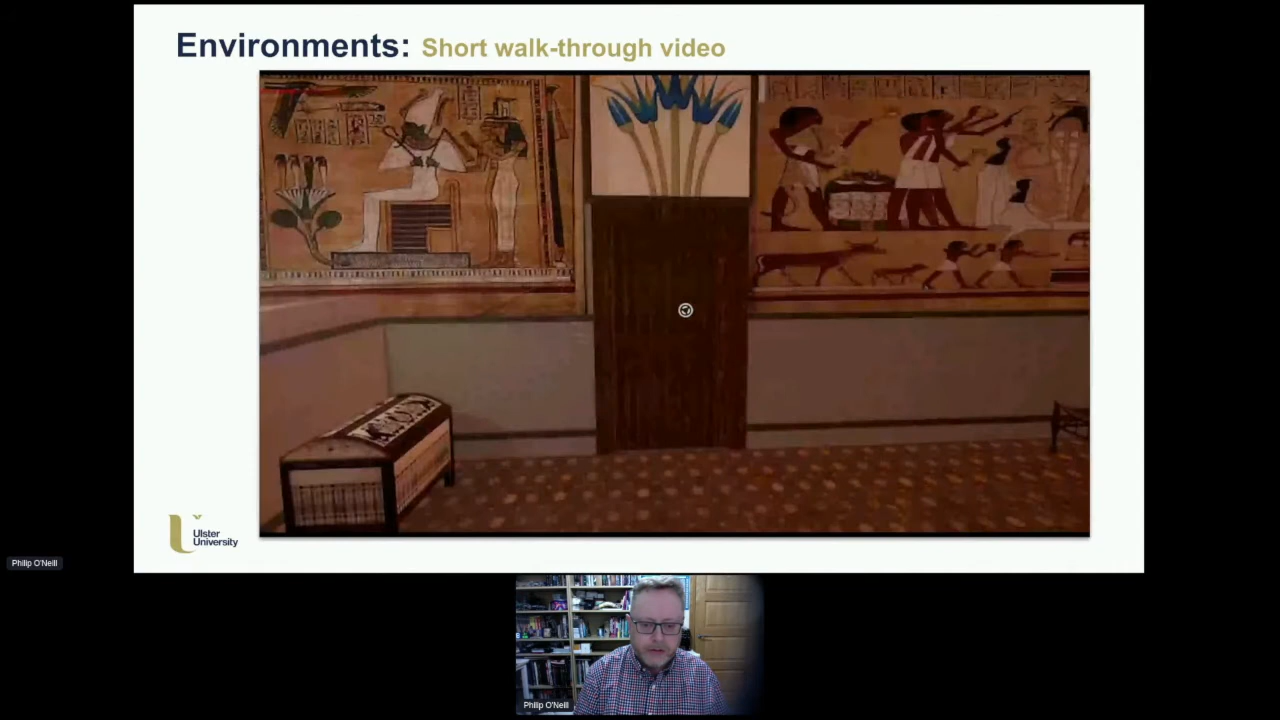 Environments: Short walk-through video
Ulster
University
Philip O'Neill
Philip O'Neill